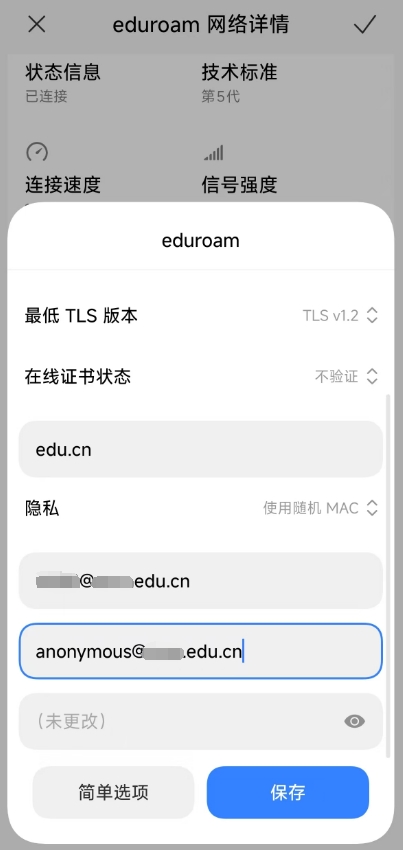 eduroam 网络详情
状态信息 技术标准
已连接 第5代
连接速度 信号强度
eduroam
最低 TLS 版本 TLS v1.2
在线证书状态 不验证
edu.cn
隐私 使用随机 MAC
@ edu.cn
anonymous@ .edu.cn
（未更改）
简单选项 保存